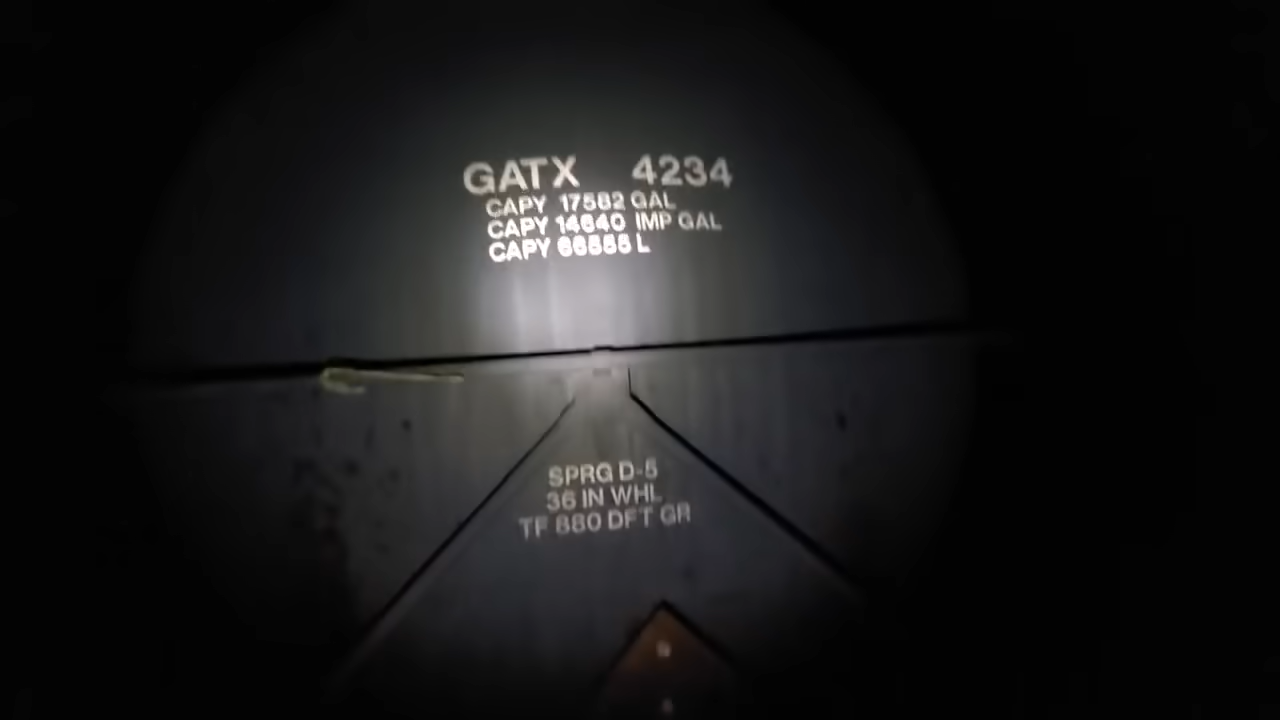 GATX 4234
CAPY 17582 GAL
CAPY 14640 IMP GAL
CAPY 66555 L
SPRG D-5
36 IN WHL
TF 880 DFT GR